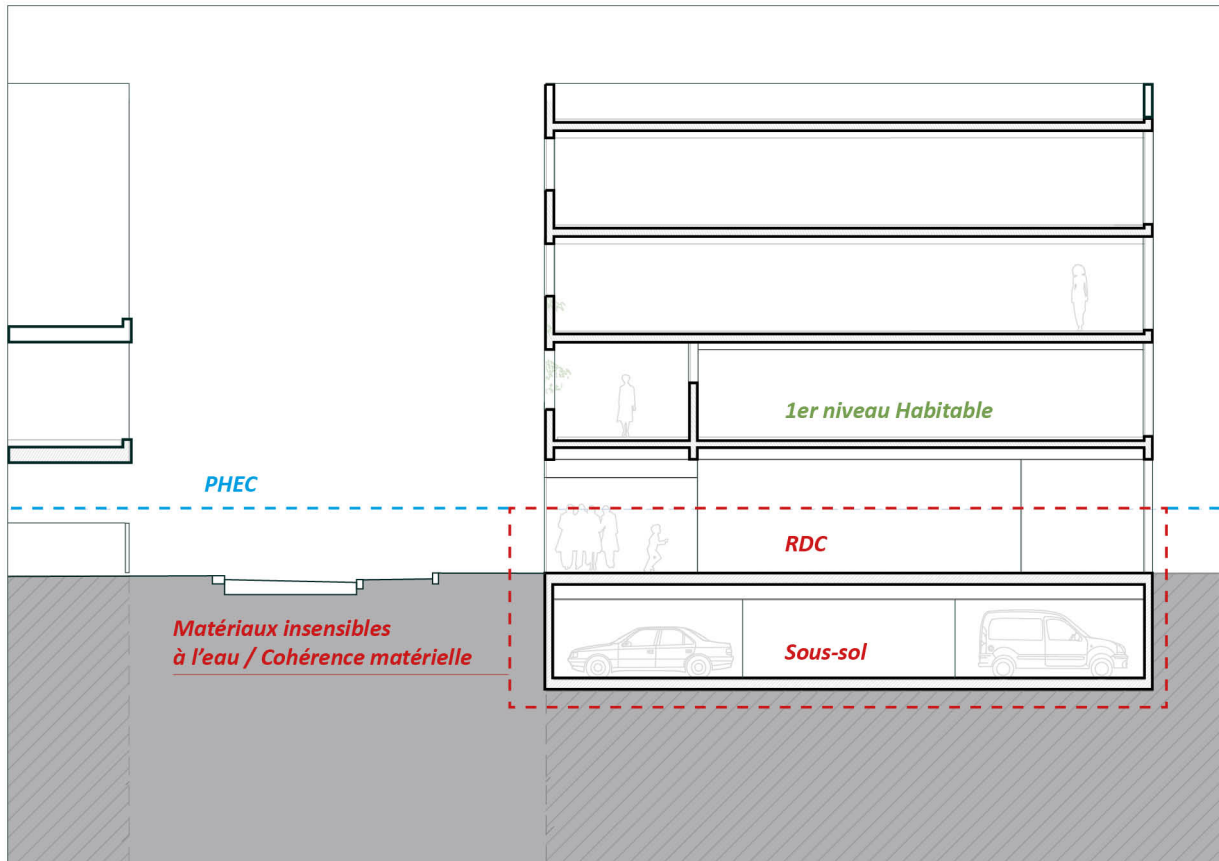 1er niveau Habitable
PHEC
RDC
Matériaux insensibles
à l’eau / Cohérence matérielle
Sous-sol